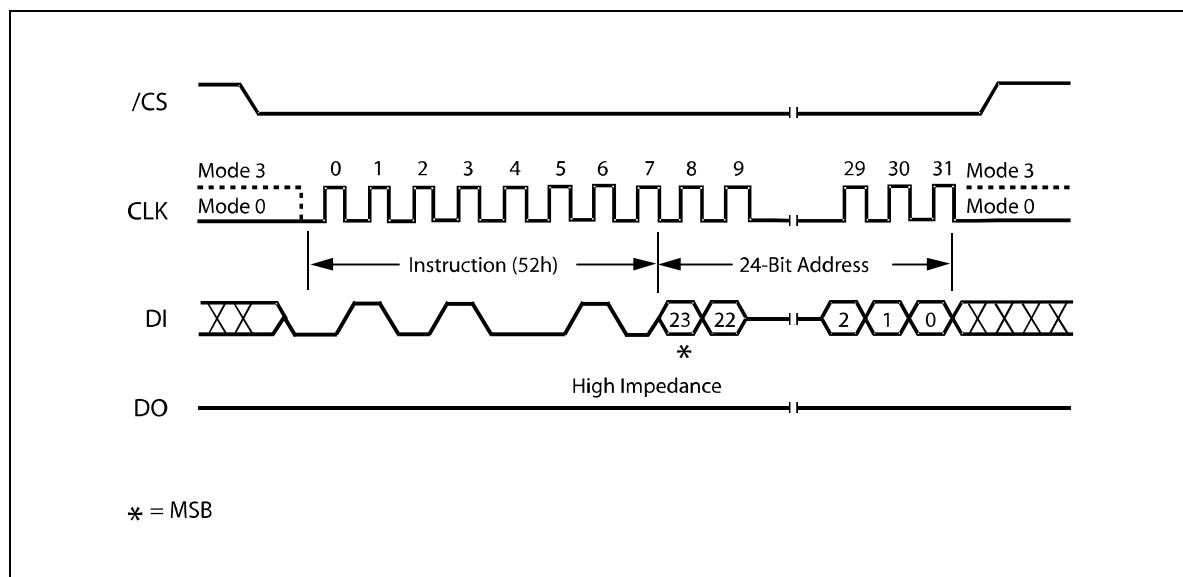 /CS
Mode 3 0 1 2 3 4 5 6 7 8 9 29 30 31 Mode 3
CLK Mode 0 Mode 0
Instruction (52h) 24-Bit Address
DI 23 22 2 1 0
*
High Impedance
DO
* = MSB